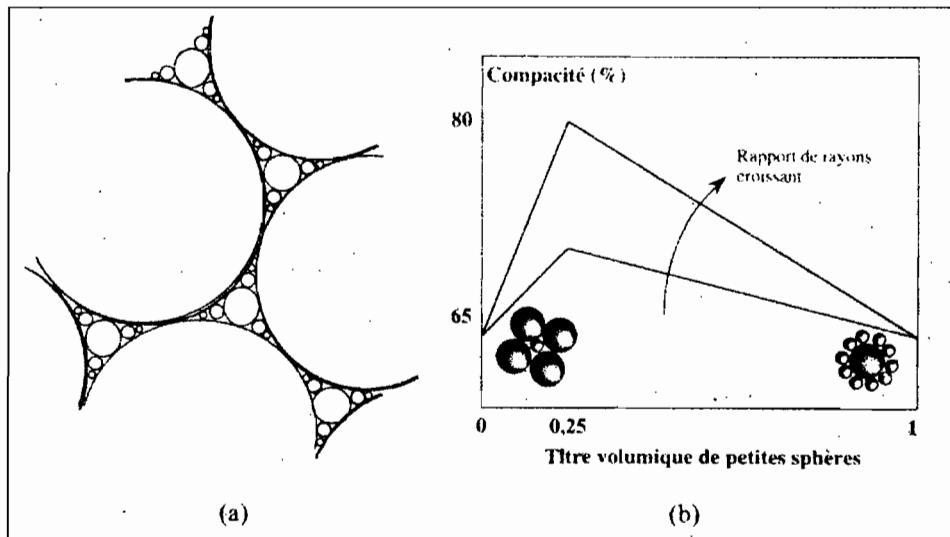 Compacité (%)
80
Rapport de rayons
croissant
65
0
0,25
1
Titre volumique de petites sphères
(a)
(b)